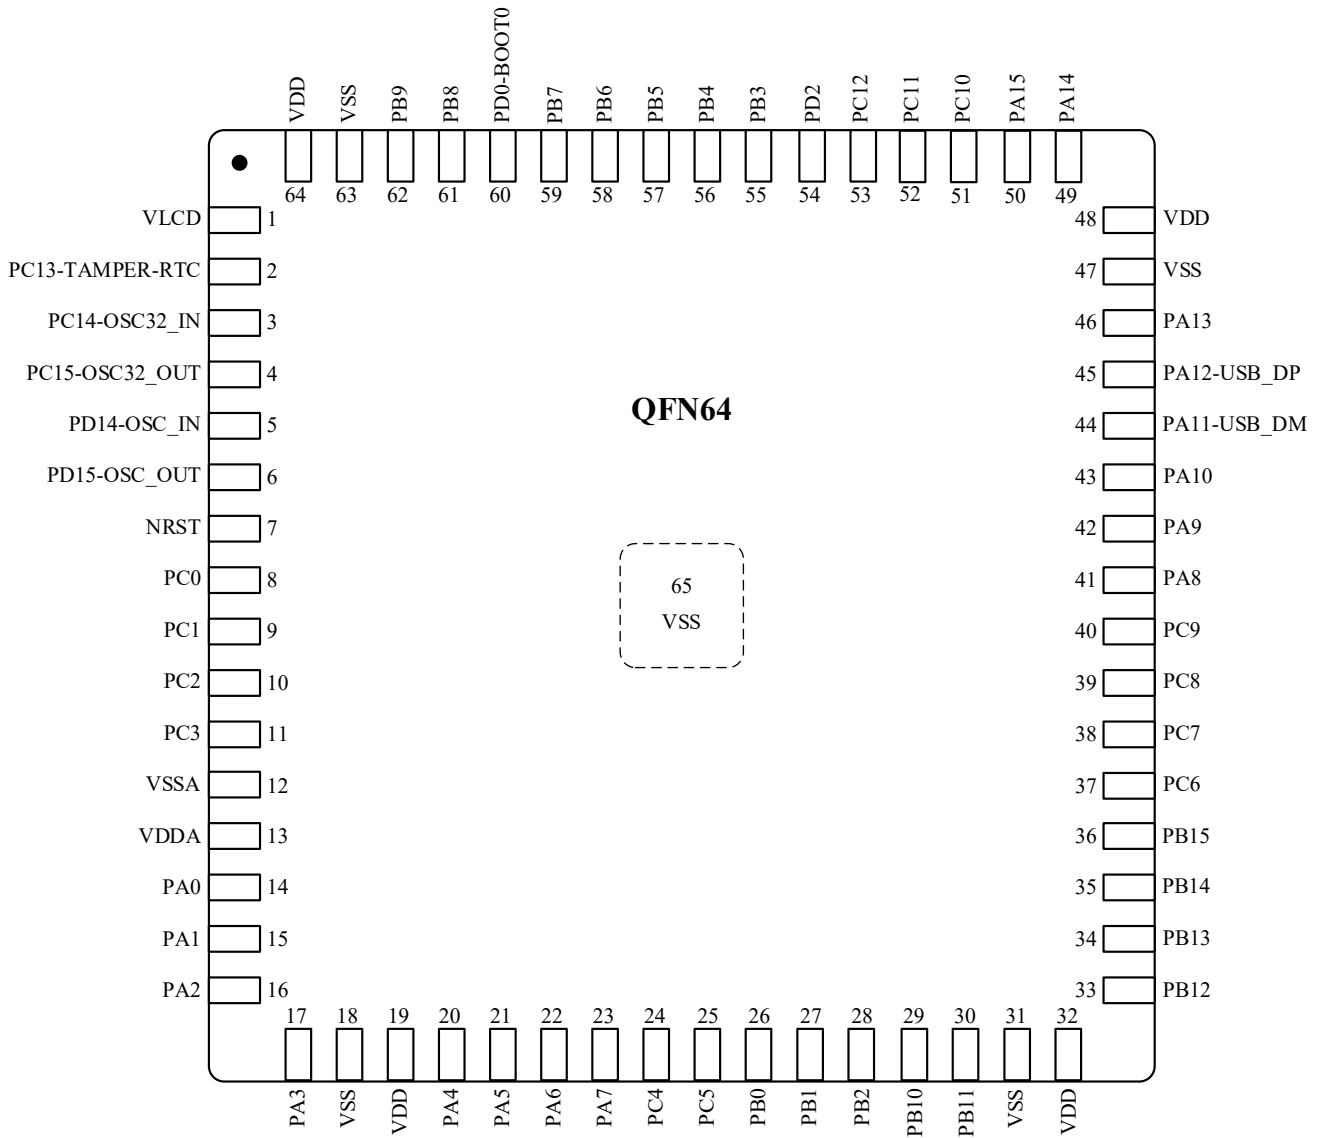 VDD VSS PB9 PB8 PD0-BOOT0 PB7 PB6 PB5 PB4 PB3 PD2 PC12 PC11 PC10 PA15 PA14
64 63 62 61 60 59 58 57 56 55 54 53 52 51 50 49
VLCD 1 48 VDD
PC13-TAMPER-RTC 2 47 VSS
PC14-OSC32_IN 3 46 PA13
PC15-OSC32_OUT 4 45 PA12-USB_DP
QFN64
PD14-OSC_IN 5 44 PA11-USB_DM
PD15-OSC_OUT 6 43 PA10
NRST 7 42 PA9
PC0 8 41 PA8
65
VSS
PC1 9 40 PC9
PC2 10 39 PC8
PC3 11 38 PC7
VSSA 12 37 PC6
VDDA 13 36 PB15
PA0 14 35 PB14
PA1 15 34 PB13
PA2 16 33 PB12
17 18 19 20 21 22 23 24 25 26 27 28 29 30 31 32
PA3 VSS VDD PA4 PA5 PA6 PA7 PC4 PC5 PB0 PB1 PB2 PB10 PB11 VSS VDD